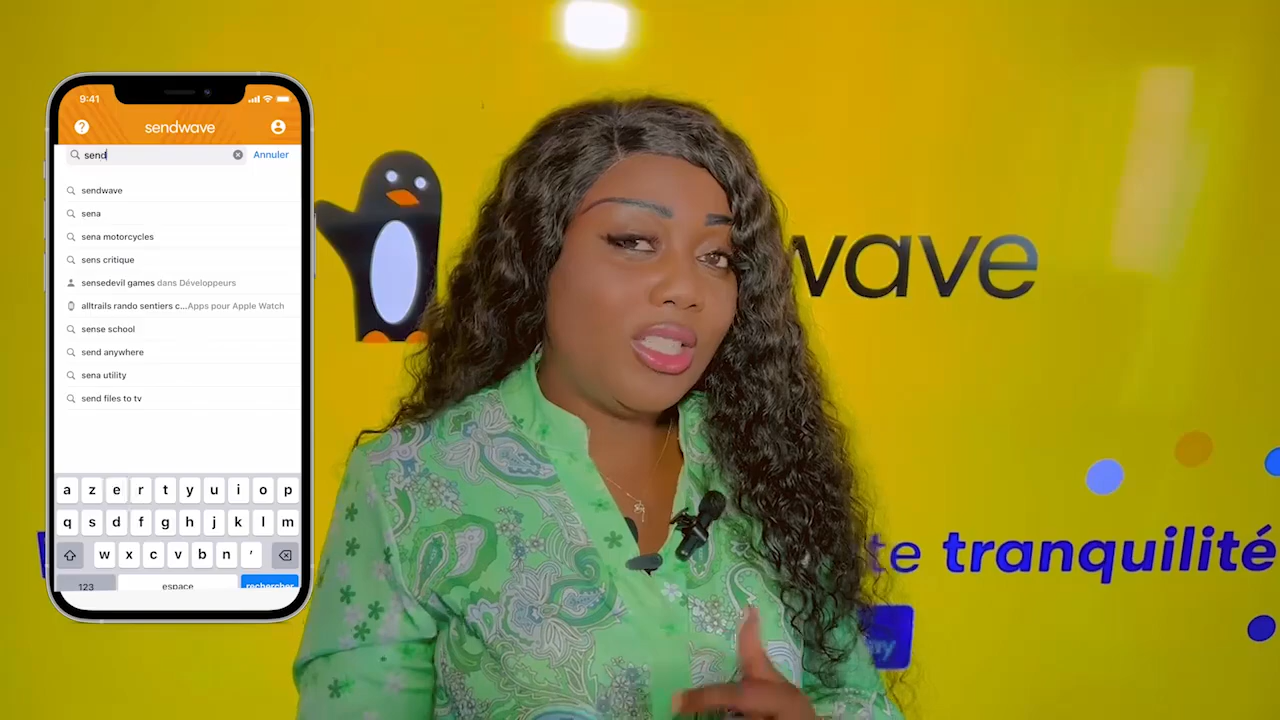 9:41
sendwave
send
Annuler
sendwave
sena
sena motorcycles
sens critique
sensedevil games dans Développeurs
alltrails rando sentiers c...Apps pour Apple Watch
sense school
send anywhere
sena utility
send files to tv
a z e r t y u i o p
q s d f g h j k l m
w x c v b n ’
123 espace rechercher
wave
te tranquilité